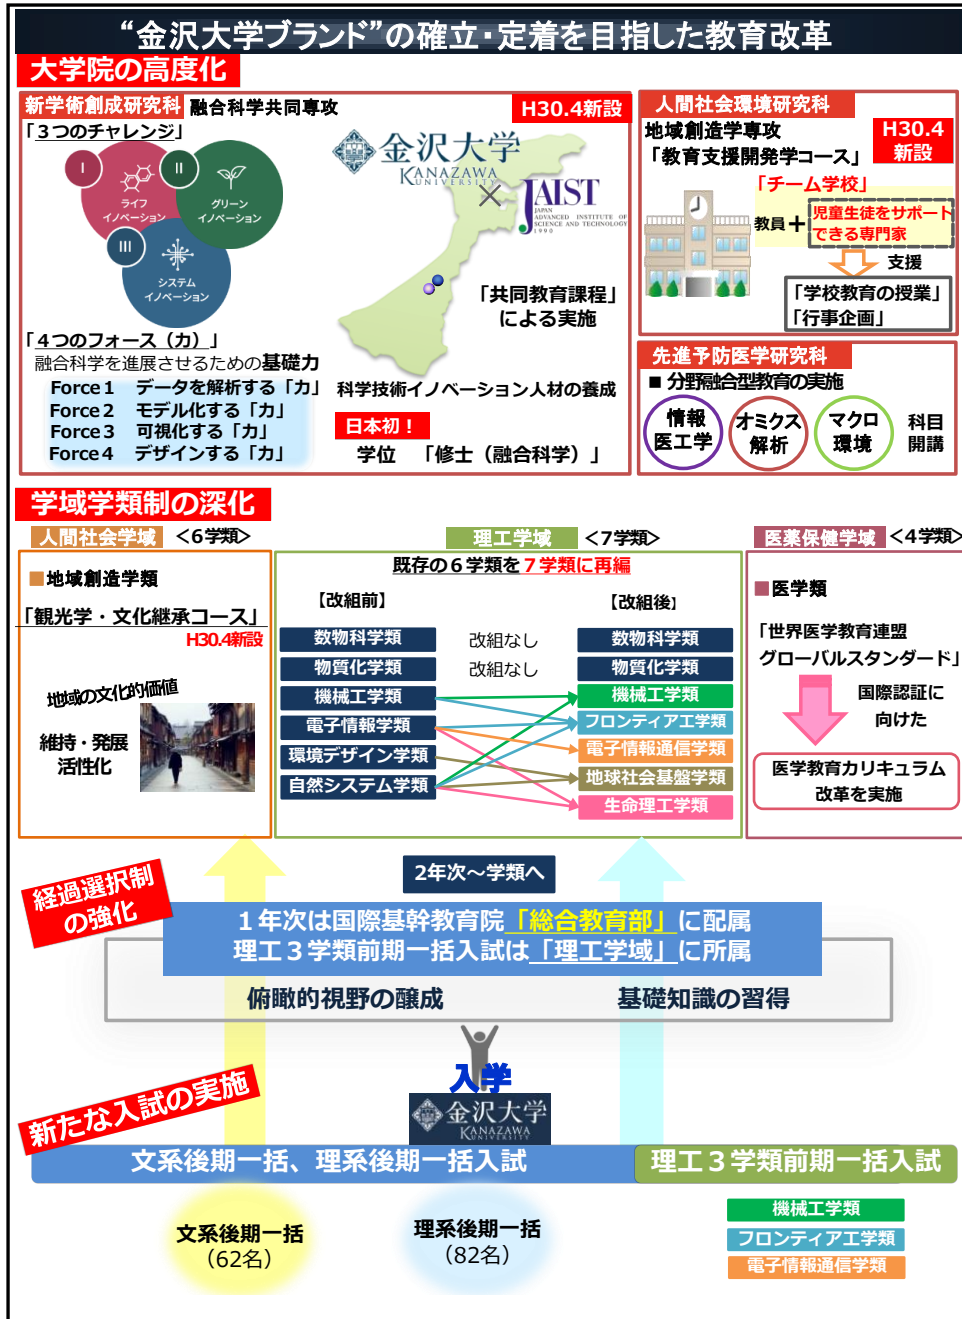 “金沢大学ブランド”の確立・定着を目指した教育改革
大学院の高度化
新学術創成研究科 融合科学共同専攻
H30.4新設
「３つのチャレンジ」
I
ライフ
イノベーション
II
グリーン
イノベーション
III
システム
イノベーション
金沢大学
KANAZAWA
UNIVERSITY
×
JAIST
JAPAN
ADVANCED INSTITUTE OF
SCIENCE AND TECHNOLOGY
1990
「共同教育課程」
による実施
「４つのフォース（力）」
融合科学を進展させるための基礎力
Force１ データを解析する「力」
Force２ モデル化する「力」
Force３ 可視化する「力」
Force４ デザインする「力」
科学技術イノベーション人材の養成
日本初！
学位 「修士（融合科学）」
人間社会環境研究科
地域創造学専攻
「教育支援開発学コース」
H30.4
新設
「チーム学校」
教員＋
児童生徒をサポート
できる専門家
支援
「学校教育の授業」
「行事企画」
先進予防医学研究科
■ 分野融合型教育の実施
情報
医工学
オミクス
解析
マクロ
環境
科目
開講
学域学類制の深化
人間社会学域 <６学類>
■地域創造学類
「観光学・文化継承コース」
H30.4新設
地域の文化的価値
維持・発展
活性化
理工学域 <７学類>
既存の６学類を７学類に再編
【改組前】
【改組後】
数物科学類 改組なし 数物科学類
物質化学類 改組なし 物質化学類
機械工学類
電子情報学類
環境デザイン学類
自然システム学類
機械工学類
フロンティア工学類
電子情報通信学類
地球社会基盤学類
生命理工学類
医薬保健学域 <４学類>
■医学類
「世界医学教育連盟
グローバルスタンダード」
国際認証に
向けた
医学教育カリキュラム
改革を実施
経過選択制
の強化
2年次～学類へ
１年次は国際基幹教育院「総合教育部」に配属
理工３学類前期一括入試は「理工学域」に所属
俯瞰的視野の醸成
基礎知識の習得
入学
金沢大学
KANAZAWA
UNIVERSITY
新たな入試の実施
文系後期一括、理系後期一括入試
理工３学類前期一括入試
文系後期一括
（62名）
理系後期一括
（82名）
機械工学類
フロンティア工学類
電子情報通信学類